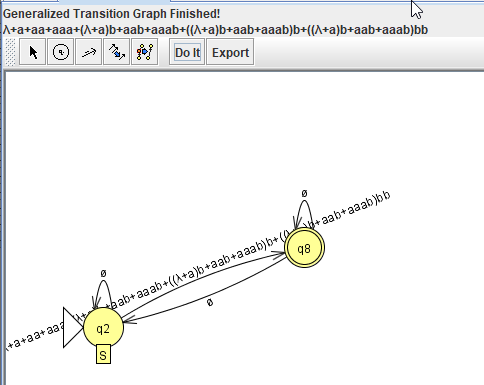 Generalized Transition Graph Finished!
λ+a+aa+aaa+(λ+a)b+aab+aaab+((λ+a)b+aab+aaab)b+((λ+a)b+aab+aaab)bb
Do It Export
ø
q8
ø
q2
ø
S